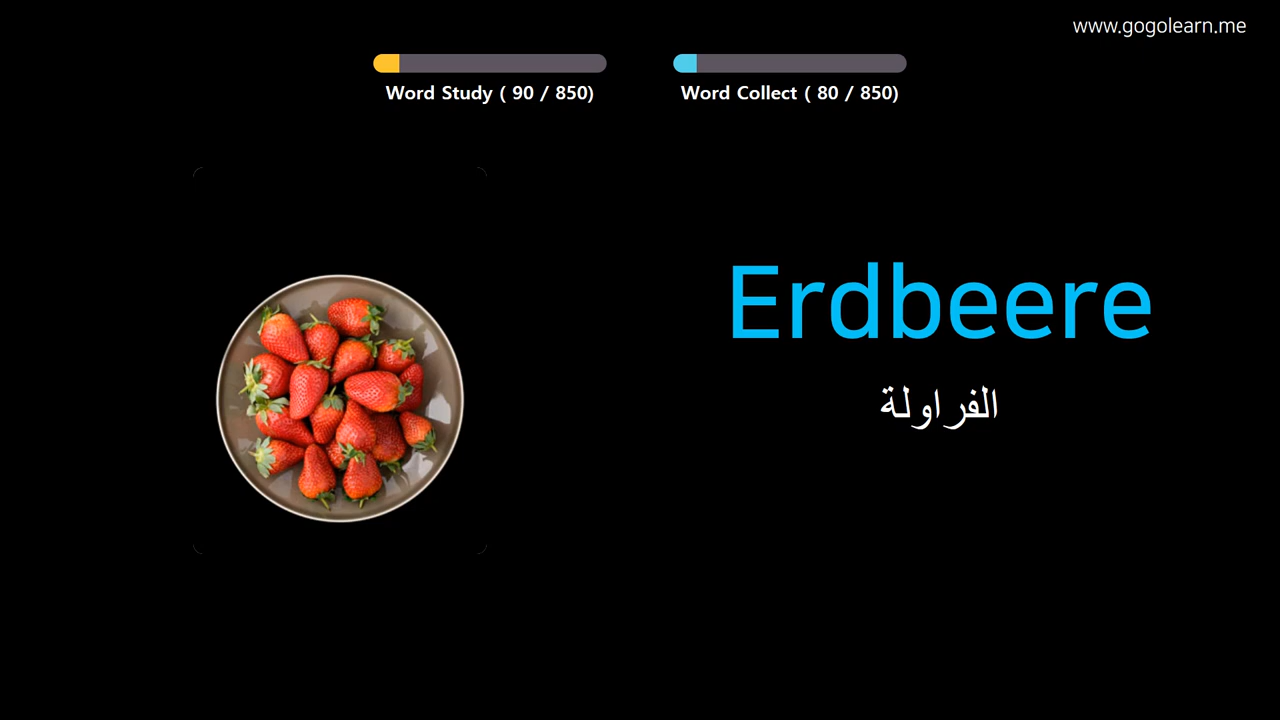 www.gogolearn.me
Word Study ( 90 / 850)
Word Collect ( 80 / 850)
Erdbeere
الفراولة